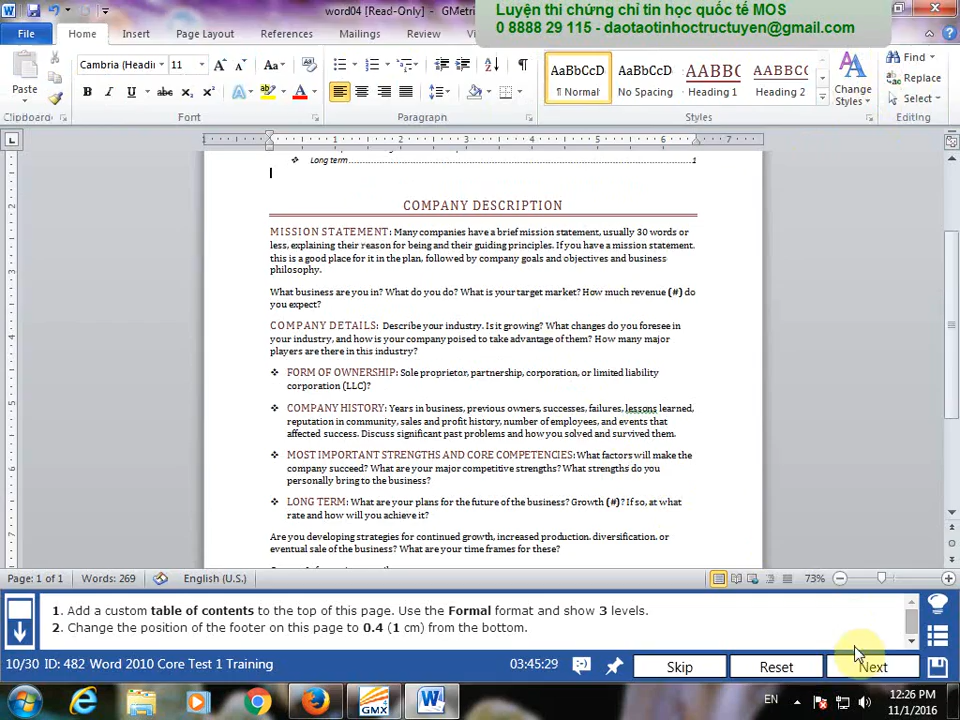 word04 [Read-Only] - GMetri
Luyện thi chứng chỉ tin học quốc tế MOS
0 8888 29 115 - daotaotinhoctructuyen@gmail.com
File Home Insert Page Layout References Mailings Review
Cambria (Headi 11 Aa
Paste
B I U abc x₂ x² A A
Clipboard Font Paragraph Styles Editing
AaBbCcD AaBbCcD AABBC AABBCC
¶ Normal No Spacing Heading 1 Heading 2
Change Styles
Find
Replace
Select
1 1 2 3 4 5 6 7
Long term 1
COMPANY DESCRIPTION
MISSION STATEMENT: Many companies have a brief mission statement, usually 30 words or
less, explaining their reason for being and their guiding principles. If you have a mission statement,
this is a good place for it in the plan, followed by company goals and objectives and business
philosophy.
What business are you in? What do you do? What is your target market? How much revenue (#) do
you expect?
COMPANY DETAILS: Describe your industry. Is it growing? What changes do you foresee in
your industry, and how is your company poised to take advantage of them? How many major
players are there in this industry?
❖ FORM OF OWNERSHIP: Sole proprietor, partnership, corporation, or limited liability
corporation (LLC)?
❖ COMPANY HISTORY: Years in business, previous owners, successes, failures, lessons learned,
reputation in community, sales and profit history, number of employees, and events that
affected success. Discuss significant past problems and how you solved and survived them.
❖ MOST IMPORTANT STRENGTHS AND CORE COMPETENCIES: What factors will make the
company succeed? What are your major competitive strengths? What strengths do you
personally bring to the business?
❖ LONG TERM: What are your plans for the future of the business? Growth (#)? If so, at what
rate and how will you achieve it?
Are you developing strategies for continued growth, increased production, diversification, or
eventual sale of the business? What are your time frames for these?
Page: 1 of 1 Words: 269 English (U.S.) 73%
1. Add a custom table of contents to the top of this page. Use the Formal format and show 3 levels.
2. Change the position of the footer on this page to 0.4 (1 cm) from the bottom.
10/30 ID: 482 Word 2010 Core Test 1 Training 03:45:29 Skip Reset Next
GMX
EN 12:26 PM
11/1/2016